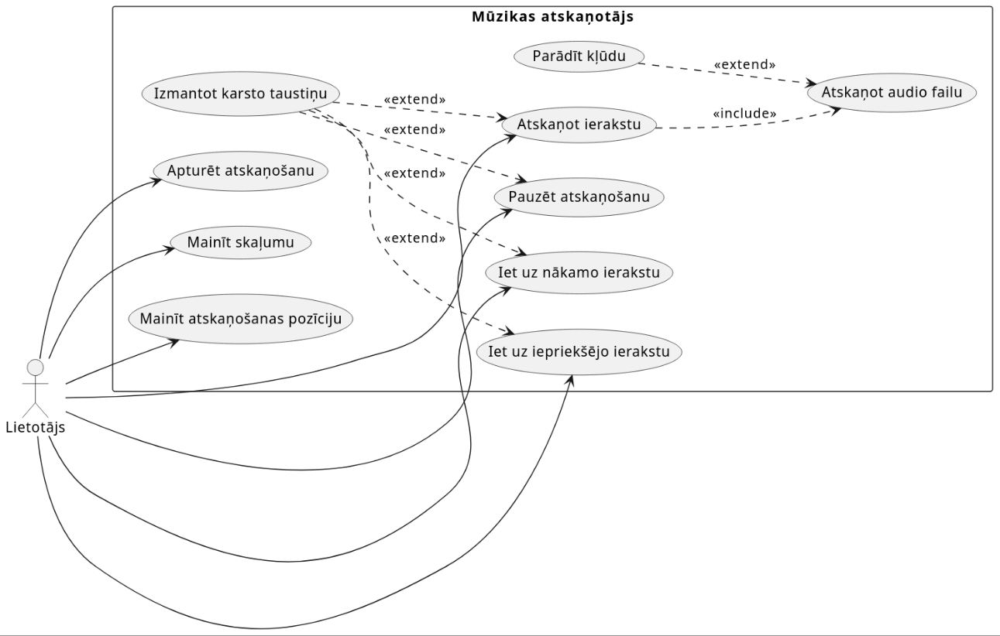 Mūzikas atskaņotājs
Parādīt kļūdu
«extend»
Atskaņot audio failu
Izmantot karsto taustiņu
«extend»
Atskaņot ierakstu
«include»
«extend»
Apturēt atskaņošanu
«extend»
Pauzēt atskaņošanu
Mainīt skaļumu
«extend»
Iet uz nākamo ierakstu
Mainīt atskaņošanas pozīciju
Iet uz iepriekšējo ierakstu
Lietotājs